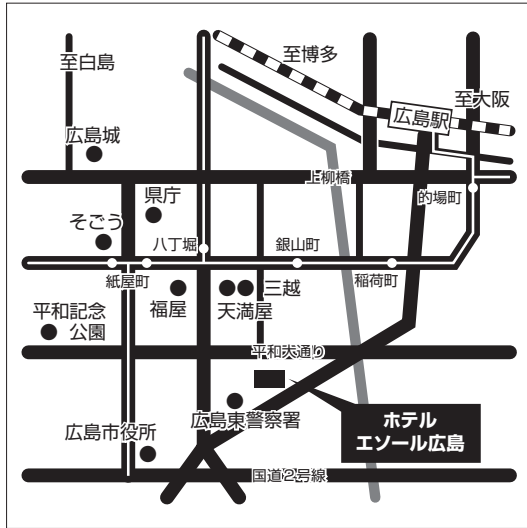 至博多
至白島
至大阪
広島駅
広島城
上柳橋
県庁
的場町
そごう
八丁堀
銀山町
紙屋町
稲荷町
福屋
天満屋
三越
平和記念
公園
平和大通り
広島東警察署
ホテル
エソール広島
広島市役所
国道2号線